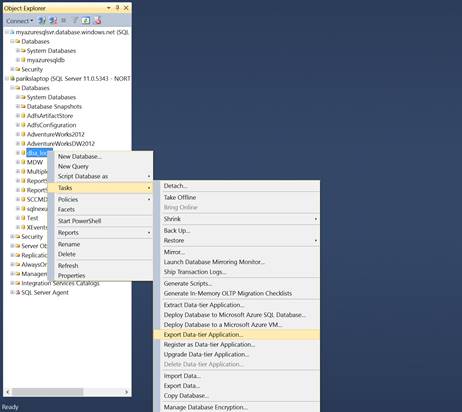 Object Explorer
Connect
myazuresqlsvr.database.windows.net (SQL
Databases
System Databases
myazuresqldb
Security
parikslaptop (SQL Server 11.0.5343 - NORT
Databases
System Databases
Database Snapshots
AdfsArtifactStore
AdfsConfiguration
AdventureWorks2012
AdventureWorksDW2012
dba_lo
MDW
Multiple
ReportS
ReportS
SCCMD
sqlnexu
Test
XEvents
Security
Server Ob
Replication
AlwaysOn
Managem
Integration Services Catalogs
SQL Server Agent
New Database...
New Query
Script Database as
Tasks
Policies
Facets
Start PowerShell
Reports
Rename
Delete
Refresh
Properties
Detach...
Take Offline
Bring Online
Shrink
Back Up...
Restore
Mirror...
Launch Database Mirroring Monitor...
Ship Transaction Logs...
Generate Scripts...
Generate In-Memory OLTP Migration Checklists
Extract Data-tier Application...
Deploy Database to Microsoft Azure SQL Database...
Deploy Database to a Microsoft Azure VM...
Export Data-tier Application...
Register as Data-tier Application...
Upgrade Data-tier Application...
Delete Data-tier Application...
Import Data...
Export Data...
Copy Database...
Manage Database Encryption...
Ready